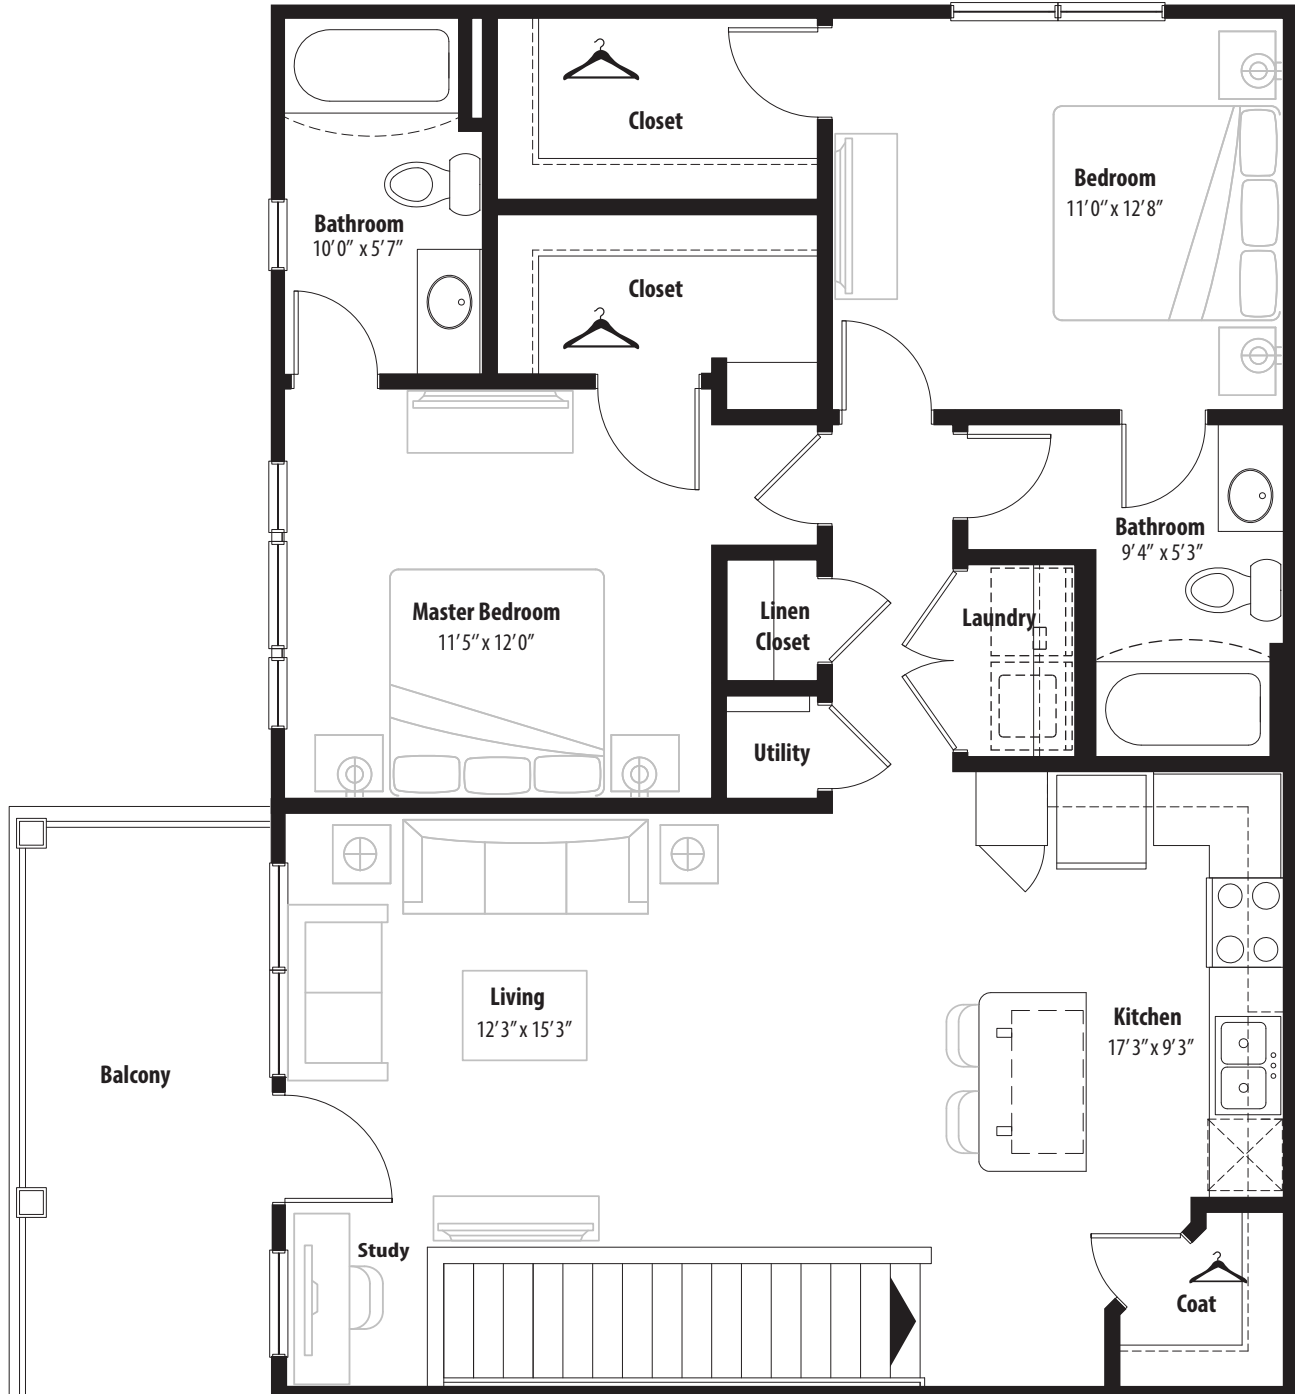 Closet
Bedroom
11'0" x 12'8"
Bathroom
10'0" x 5'7"
Closet
Bathroom
9'4" x 5'3"
Master Bedroom
11'5" x 12'0"
Linen
Closet
Laundry
Utility
Living
12'3" x 15'3"
Kitchen
17'3" x 9'3"
Balcony
Study
Coat